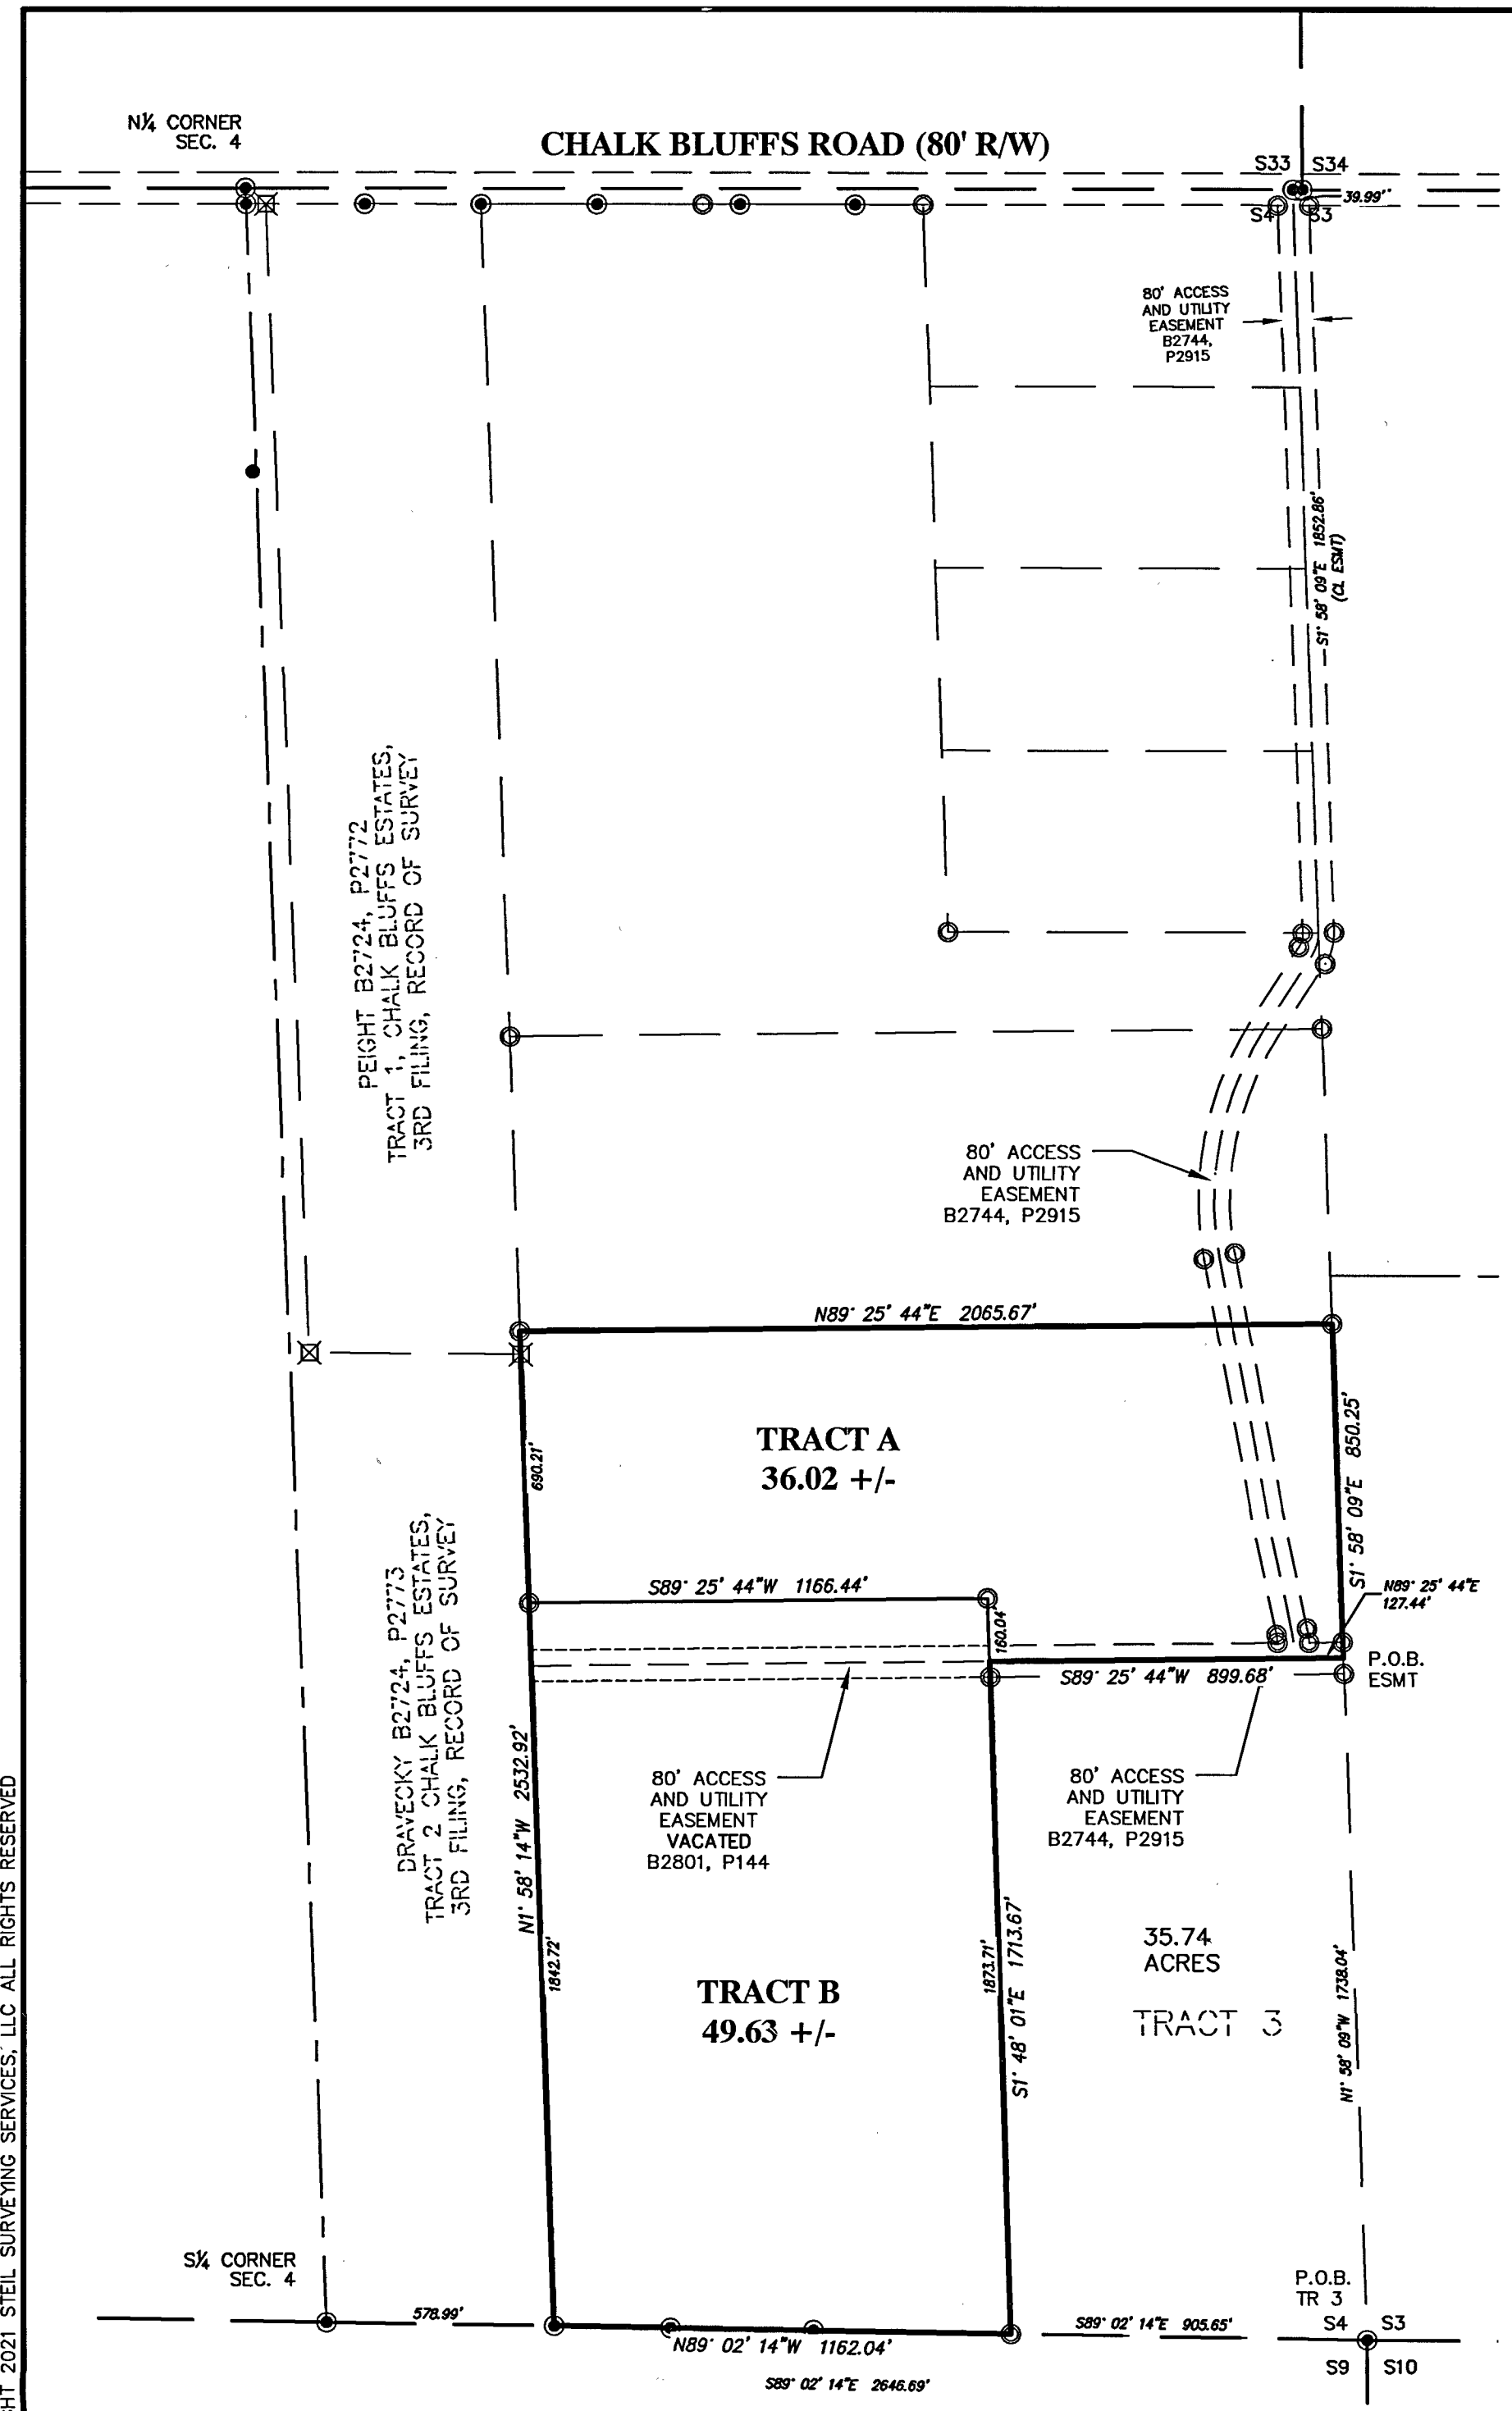 N¼ CORNER
SEC. 4
CHALK BLUFFS ROAD (80' R/W)
S33 S34
39.99'
S4 S3
80' ACCESS
AND UTILITY
EASEMENT
B2744,
P2915
S1° 58' 09"E 1852.86'
(CL ESMT)
PEIGHT B2724, P2772
TRACT 1, CHALK BLUFFS ESTATES,
3RD FILING, RECORD OF SURVEY
80' ACCESS
AND UTILITY
EASEMENT
B2744, P2915
N89° 25' 44"E 2065.67'
TRACT A
36.02 +/-
690.21'
S1° 58' 09"E 850.25'
S89° 25' 44"W 1166.44'
160.04'
N89° 25' 44"E
127.44'
P.O.B.
ESMT
S89° 25' 44"W 899.68'
DRAVECKY B2724, P2773
TRACT 2 CHALK BLUFFS ESTATES,
3RD FILING, RECORD OF SURVEY
N1° 58' 14"W 2532.92'
1842.72'
80' ACCESS
AND UTILITY
EASEMENT
VACATED
B2801, P144
80' ACCESS
AND UTILITY
EASEMENT
B2744, P2915
TRACT B
49.63 +/-
1873.71'
S1° 48' 01"E 1713.67'
35.74
ACRES
TRACT 3
N1° 58' 09"W 1738.04'
S¼ CORNER
SEC. 4
578.99'
N89° 02' 14"W 1162.04'
S89° 02' 14"E 2646.69'
S89° 02' 14"E 905.65'
P.O.B.
TR 3
S4 S3
S9 S10
HT 2021 STEIL SURVEYING SERVICES, LLC ALL RIGHTS RESERVED